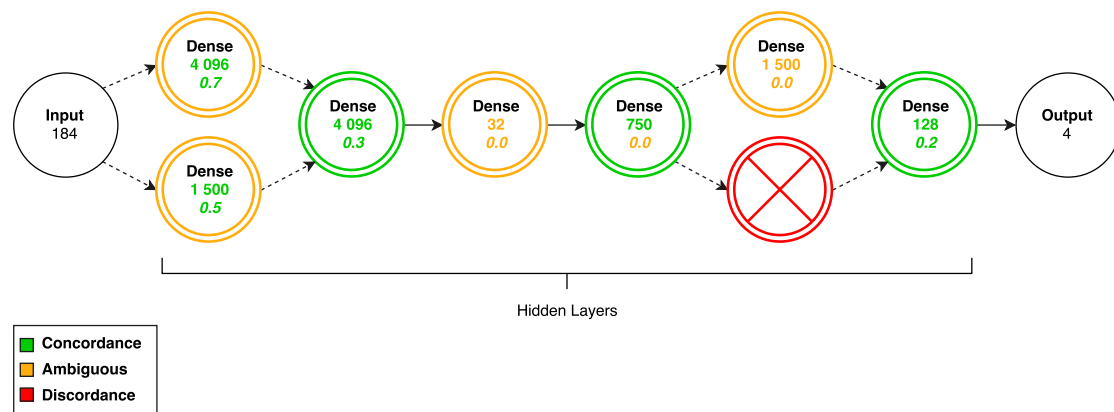 Input
184
Dense
4 096
0.7
Dense
1 500
0.5
Dense
4 096
0.3
Dense
32
0.0
Dense
750
0.0
Dense
1 500
0.0
Dense
128
0.2
Output
4
Hidden Layers
Concordance
Ambiguous
Discordance